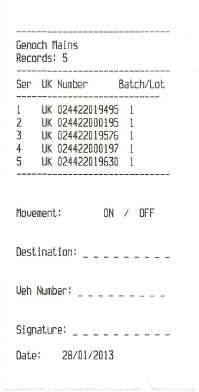 --------------------------
Genoch Mains
Records: 5
--------------------------
Ser UK Number Batch/Lot
--------------------------
1 UK 024422019495 1
2 UK 024422000195 1
3 UK 024422019576 1
4 UK 024422000197 1
5 UK 024422019630 1
--------------------------
Movement: ON / OFF
Destination: _ _ _ _ _ _ _ _ _
Veh Number: _ _ _ _ _ _ _ _ _
Signature: _ _ _ _ _ _ _ _ _ _
Date: 28/01/2013